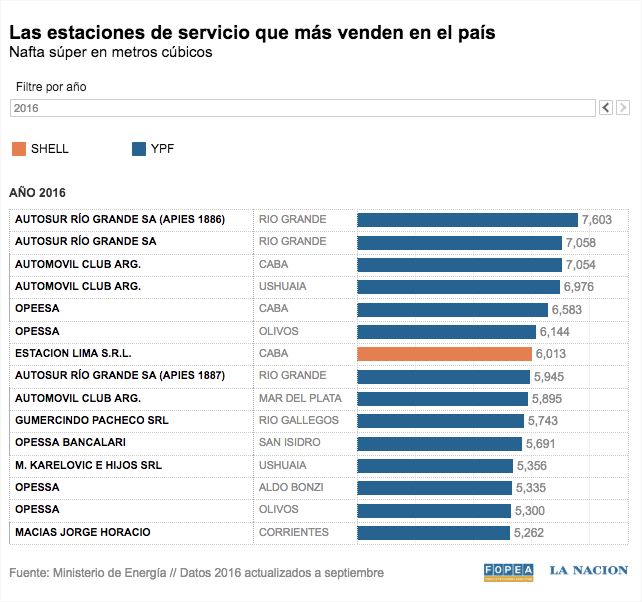 Las estaciones de servicio que más venden en el país
Nafta súper en metros cúbicos
Filtre por año
2016
SHELL YPF
AÑO 2016
AUTOSUR RÍO GRANDE SA (APIES 1886) RIO GRANDE 7,603
AUTOSUR RÍO GRANDE SA RIO GRANDE 7,058
AUTOMOVIL CLUB ARG. CABA 7,054
AUTOMOVIL CLUB ARG. USHUAIA 6,976
OPEESA CABA 6,583
OPESSA OLIVOS 6,144
ESTACION LIMA S.R.L. CABA 6,013
AUTOSUR RÍO GRANDE SA (APIES 1887) RIO GRANDE 5,945
AUTOMOVIL CLUB ARG. MAR DEL PLATA 5,895
GUMERCINDO PACHECO SRL RIO GALLEGOS 5,743
OPESSA BANCALARI SAN ISIDRO 5,691
M. KARELOVIC E HIJOS SRL USHUAIA 5,356
OPESSA ALDO BONZI 5,335
OPESSA OLIVOS 5,300
MACIAS JORGE HORACIO CORRIENTES 5,262
Fuente: Ministerio de Energía // Datos 2016 actualizados a septiembre
FOPEA LA NACION